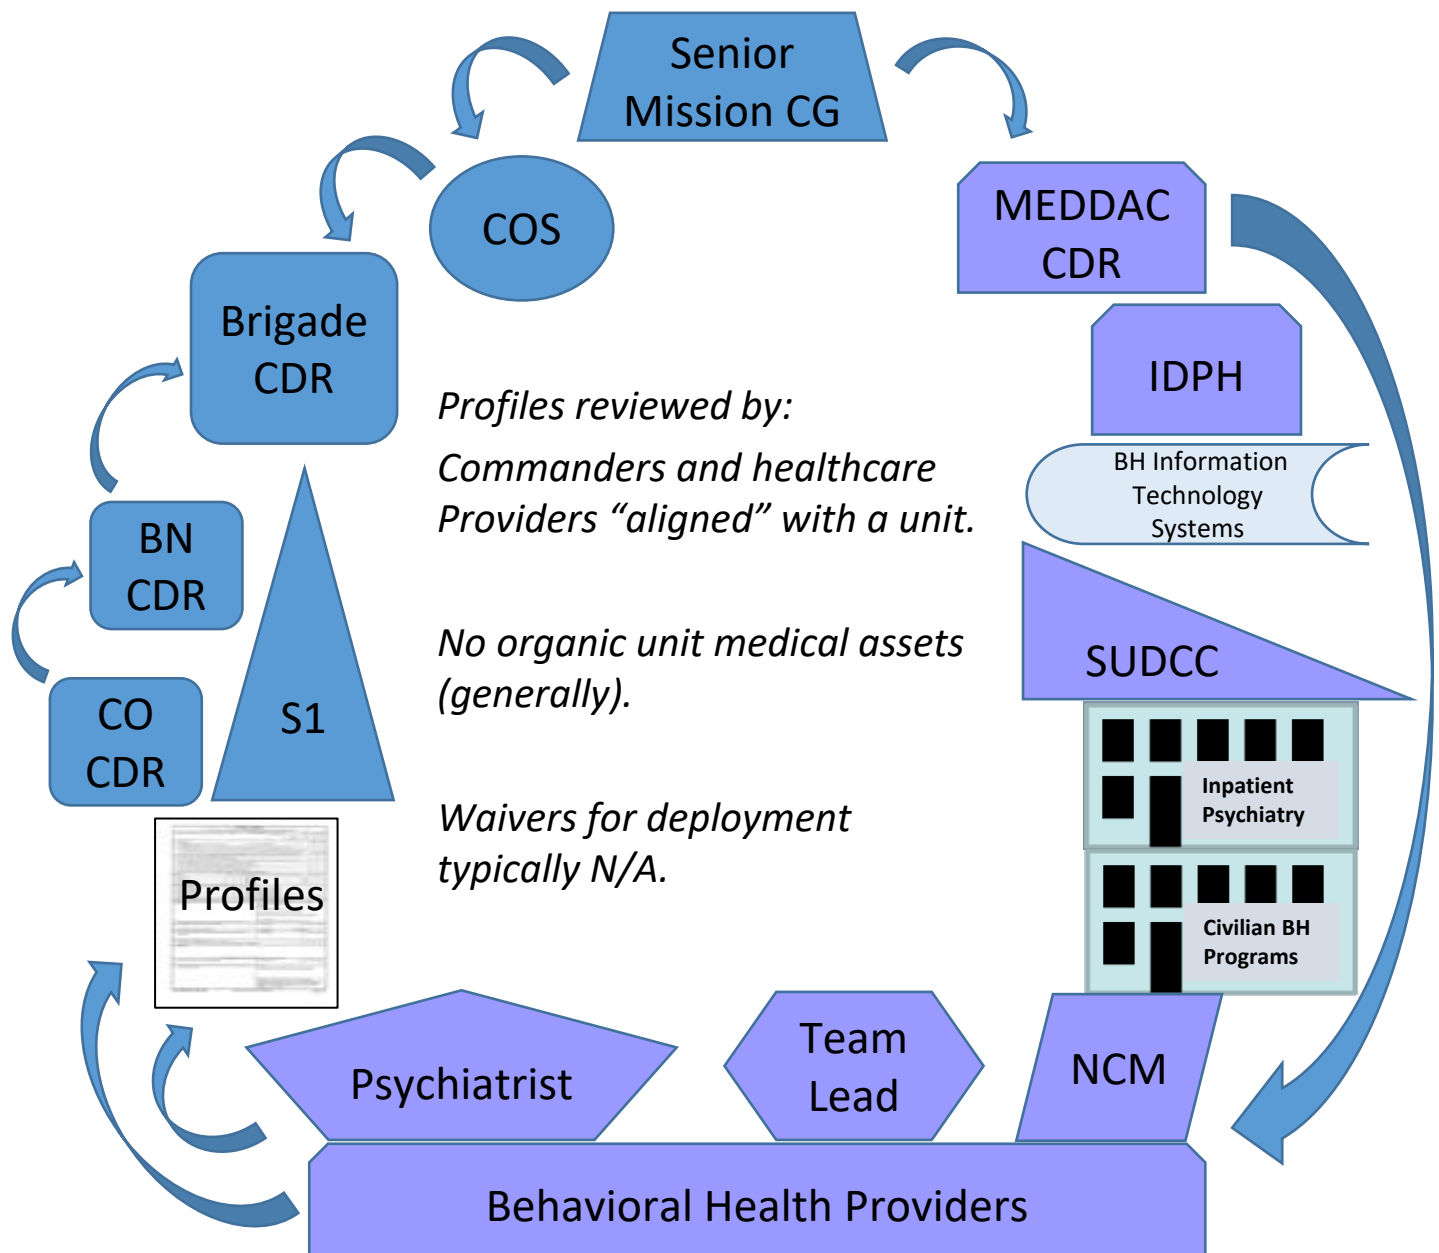 Senior
Mission CG
COS
MEDDAC
CDR
Brigade
CDR
IDPH
Profiles reviewed by:
Commanders and healthcare
Providers “aligned” with a unit.
BH Information
Technology
Systems
BN
CDR
No organic unit medical assets
(generally).
SUDCC
CO
CDR
S1
Waivers for deployment
typically N/A.
Inpatient
Psychiatry
Profiles
Civilian BH
Programs
Psychiatrist
Team
Lead
NCM
Behavioral Health Providers